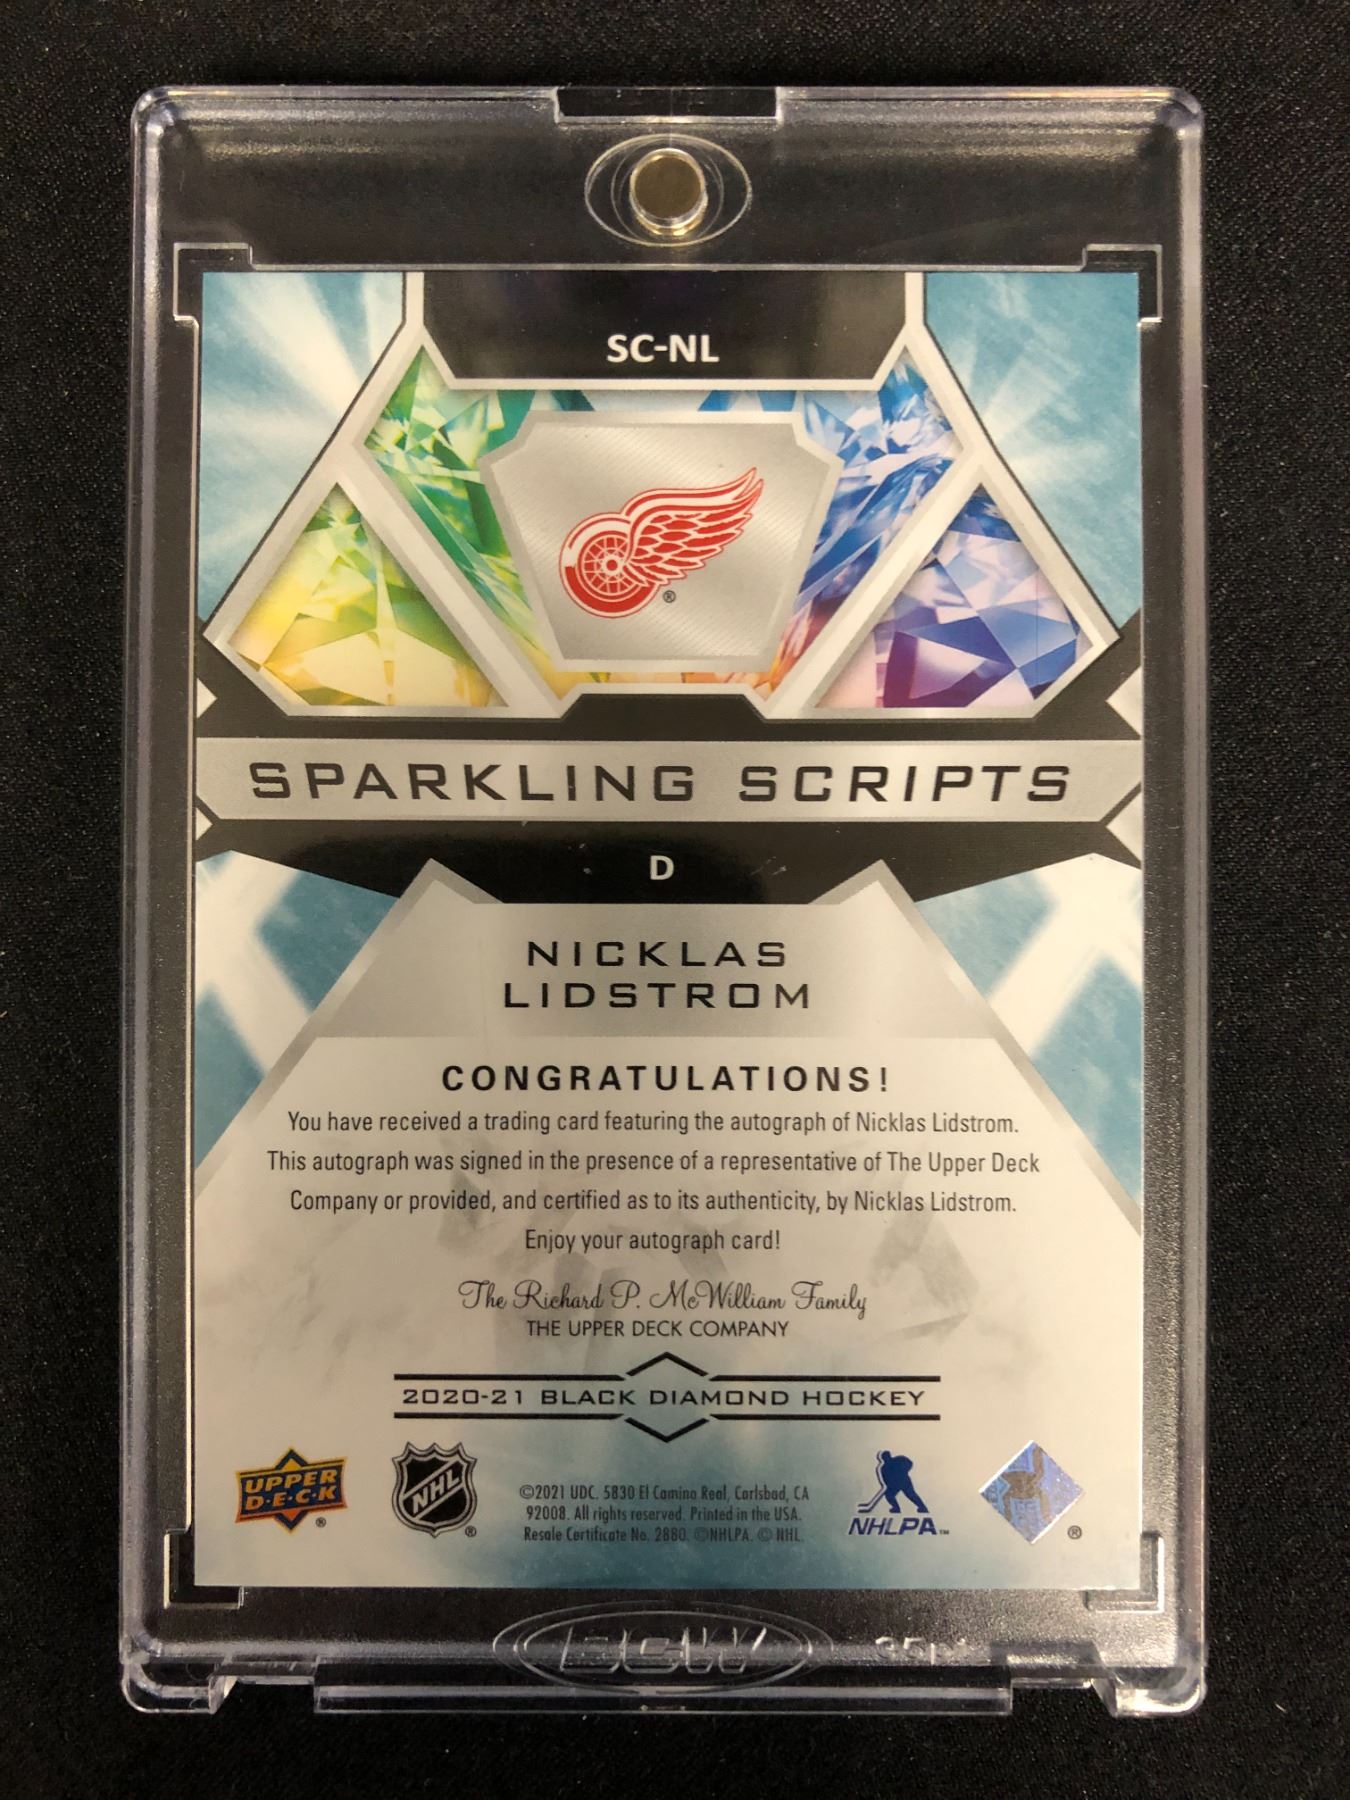 SC-NL
®
SPARKLING SCRIPTS
D
NICKLAS
LIDSTROM
CONGRATULATIONS!
You have received a trading card featuring the autograph of Nicklas Lidstrom.
This autograph was signed in the presence of a representative of The Upper Deck
Company or provided, and certified as to its authenticity, by Nicklas Lidstrom.
Enjoy your autograph card!
The Richard P. McWilliam Family
THE UPPER DECK COMPANY
2020-21 BLACK DIAMOND HOCKEY
UPPER
D·E·C·K
®
NHL
®
©2021 UDC. 5830 El Camino Real, Carlsbad, CA
92008. All rights reserved. Printed in the USA.
Resale Certificate No. 2880. ©NHLPA. © NHL.
NHLPA™
®
BCW
35pt